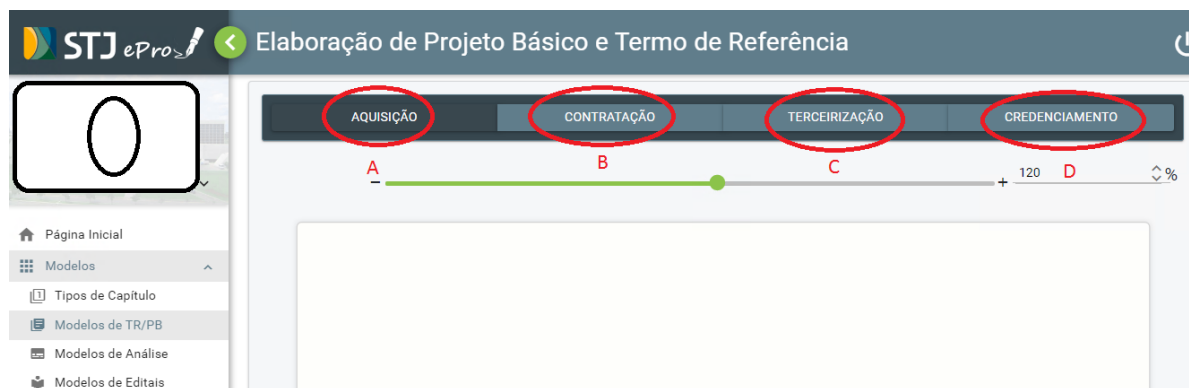 STJ ePro Elaboração de Projeto Básico e Termo de Referência
0
AQUISIÇÃO CONTRATAÇÃO TERCEIRIZAÇÃO CREDENCIAMENTO
A B C D
- + 120 %
Página Inicial
Modelos
Tipos de Capítulo
Modelos de TR/PB
Modelos de Análise
Modelos de Editais